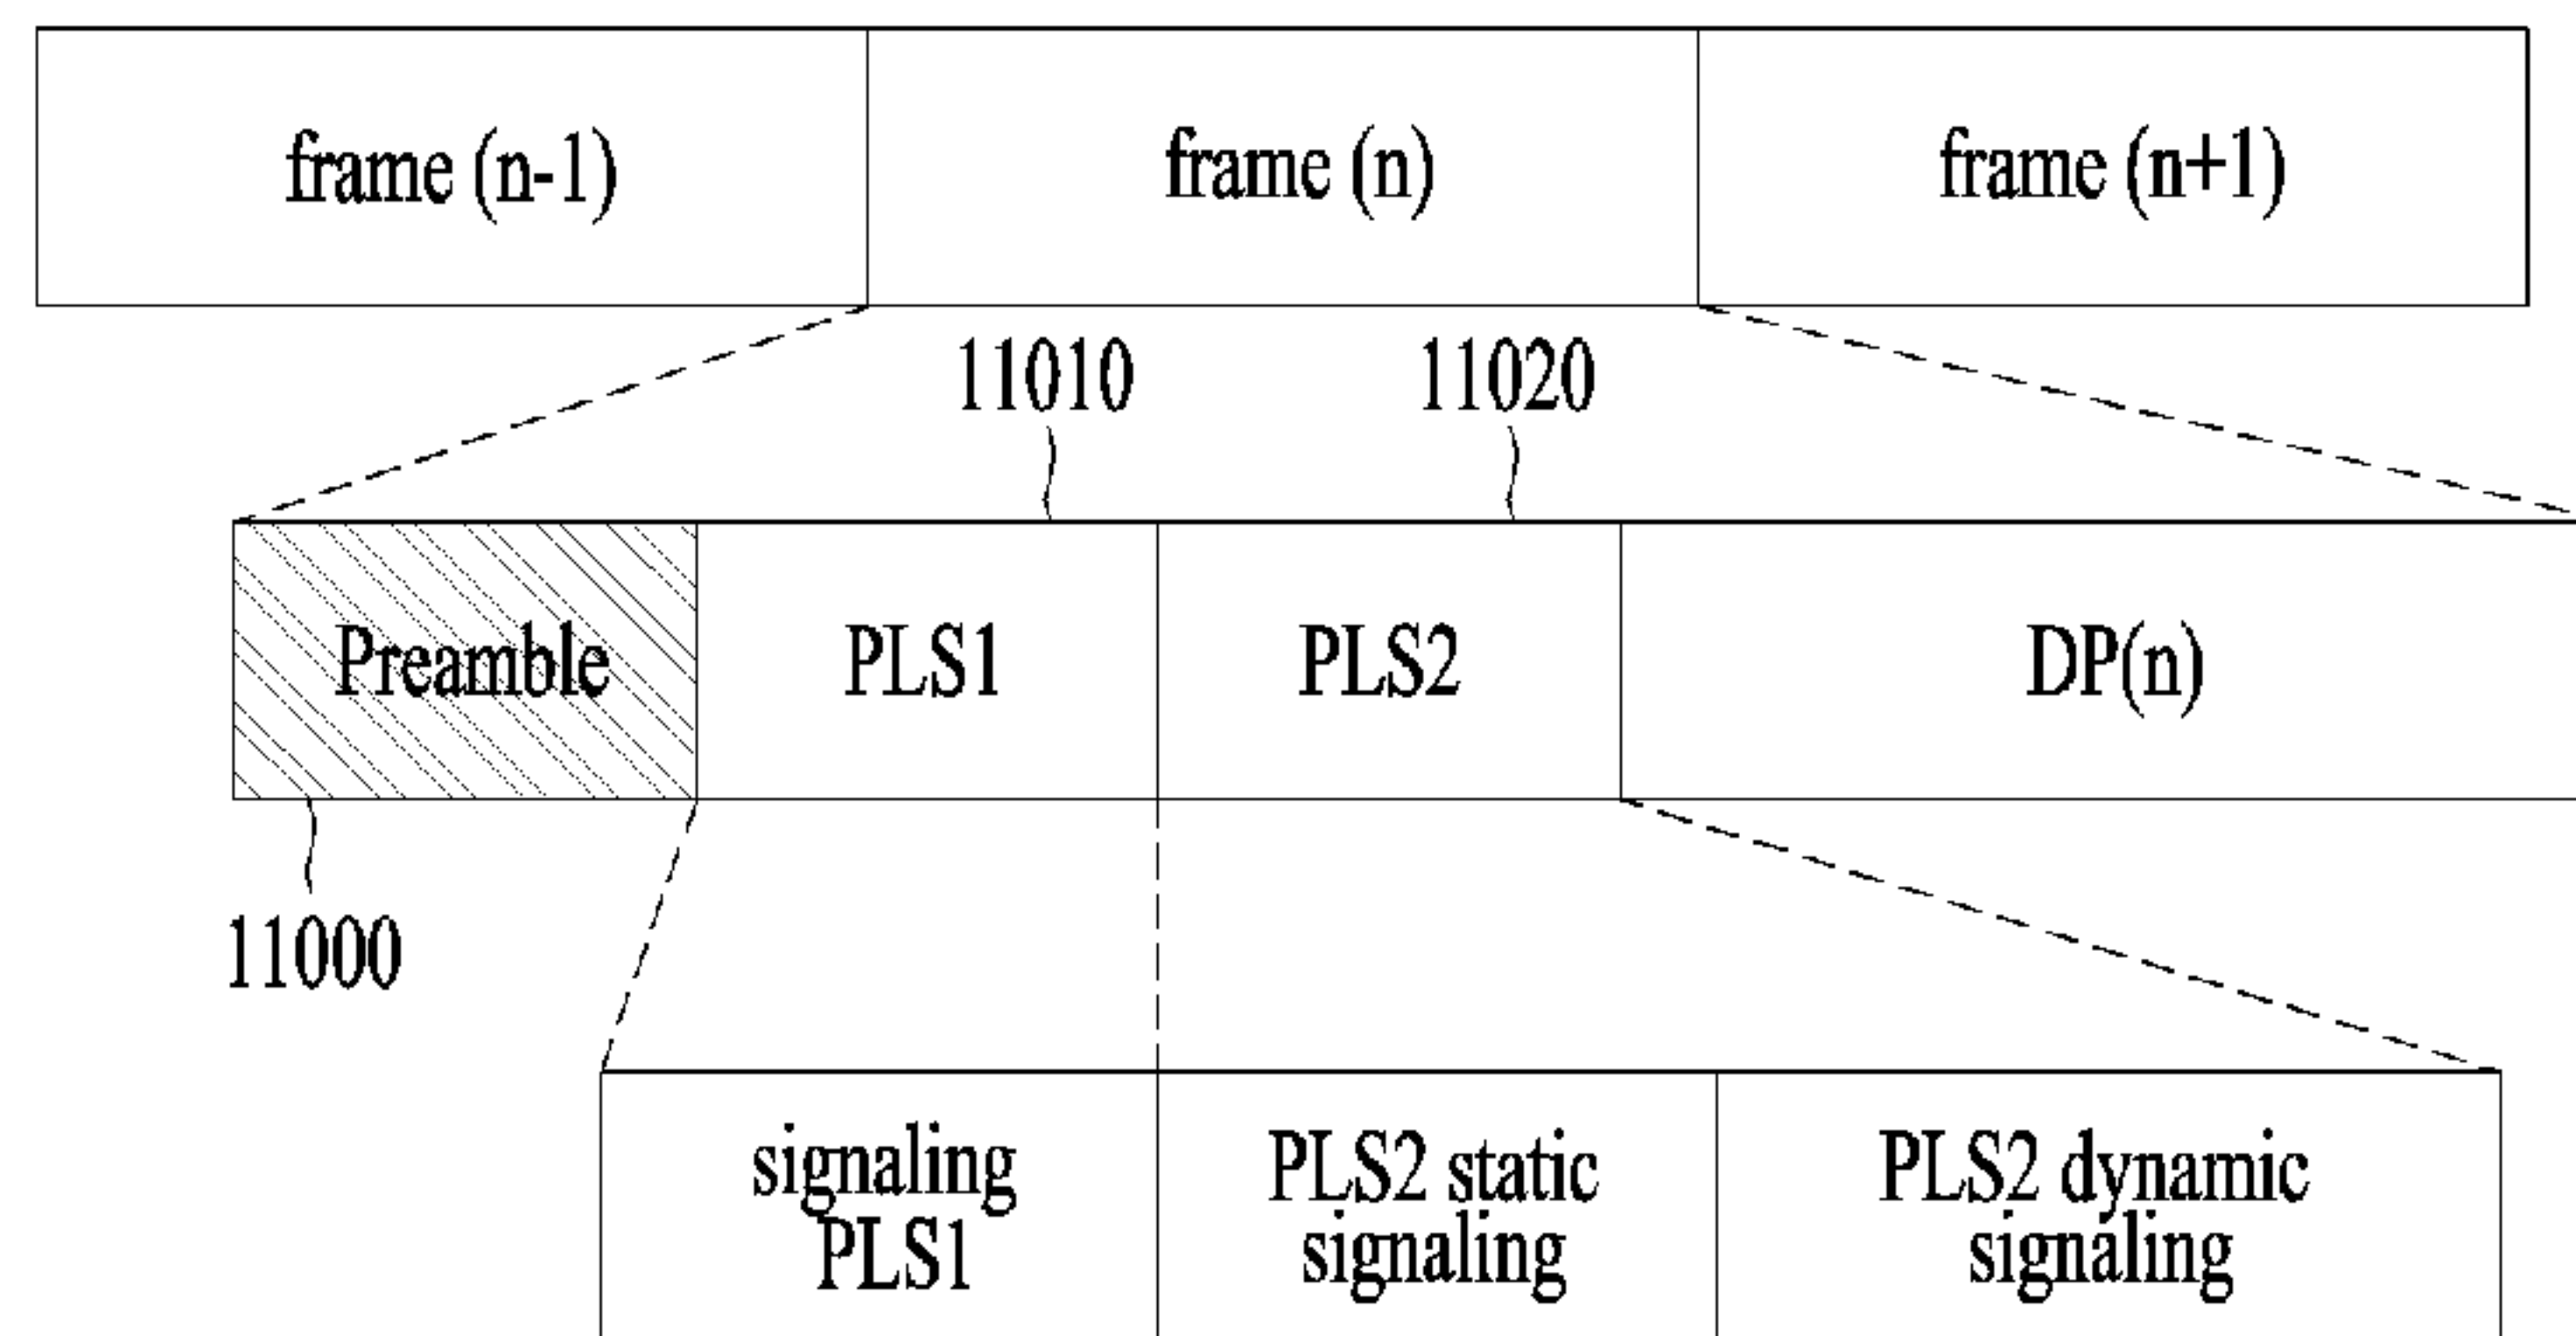 frame (n-1)
frame (n)
frame (n+1)
11010
11020
Preamble
PLS1
PLS2
DP(n)
11000
signaling
PLS1
PLS2 static
signaling
PLS2 dynamic
signaling